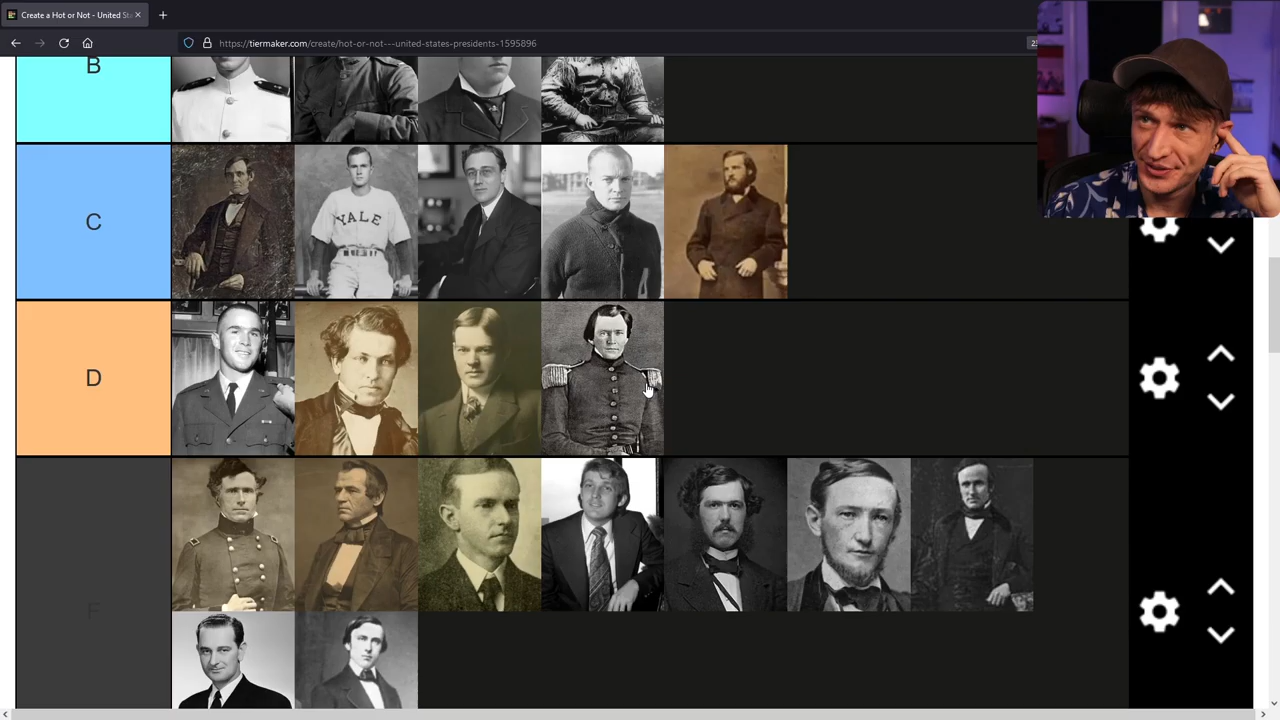 Create a Hot or Not - United St
https://tiermaker.com/create/hot-or-not---united-states-presidents-1595896
B
C
YALE
D
F